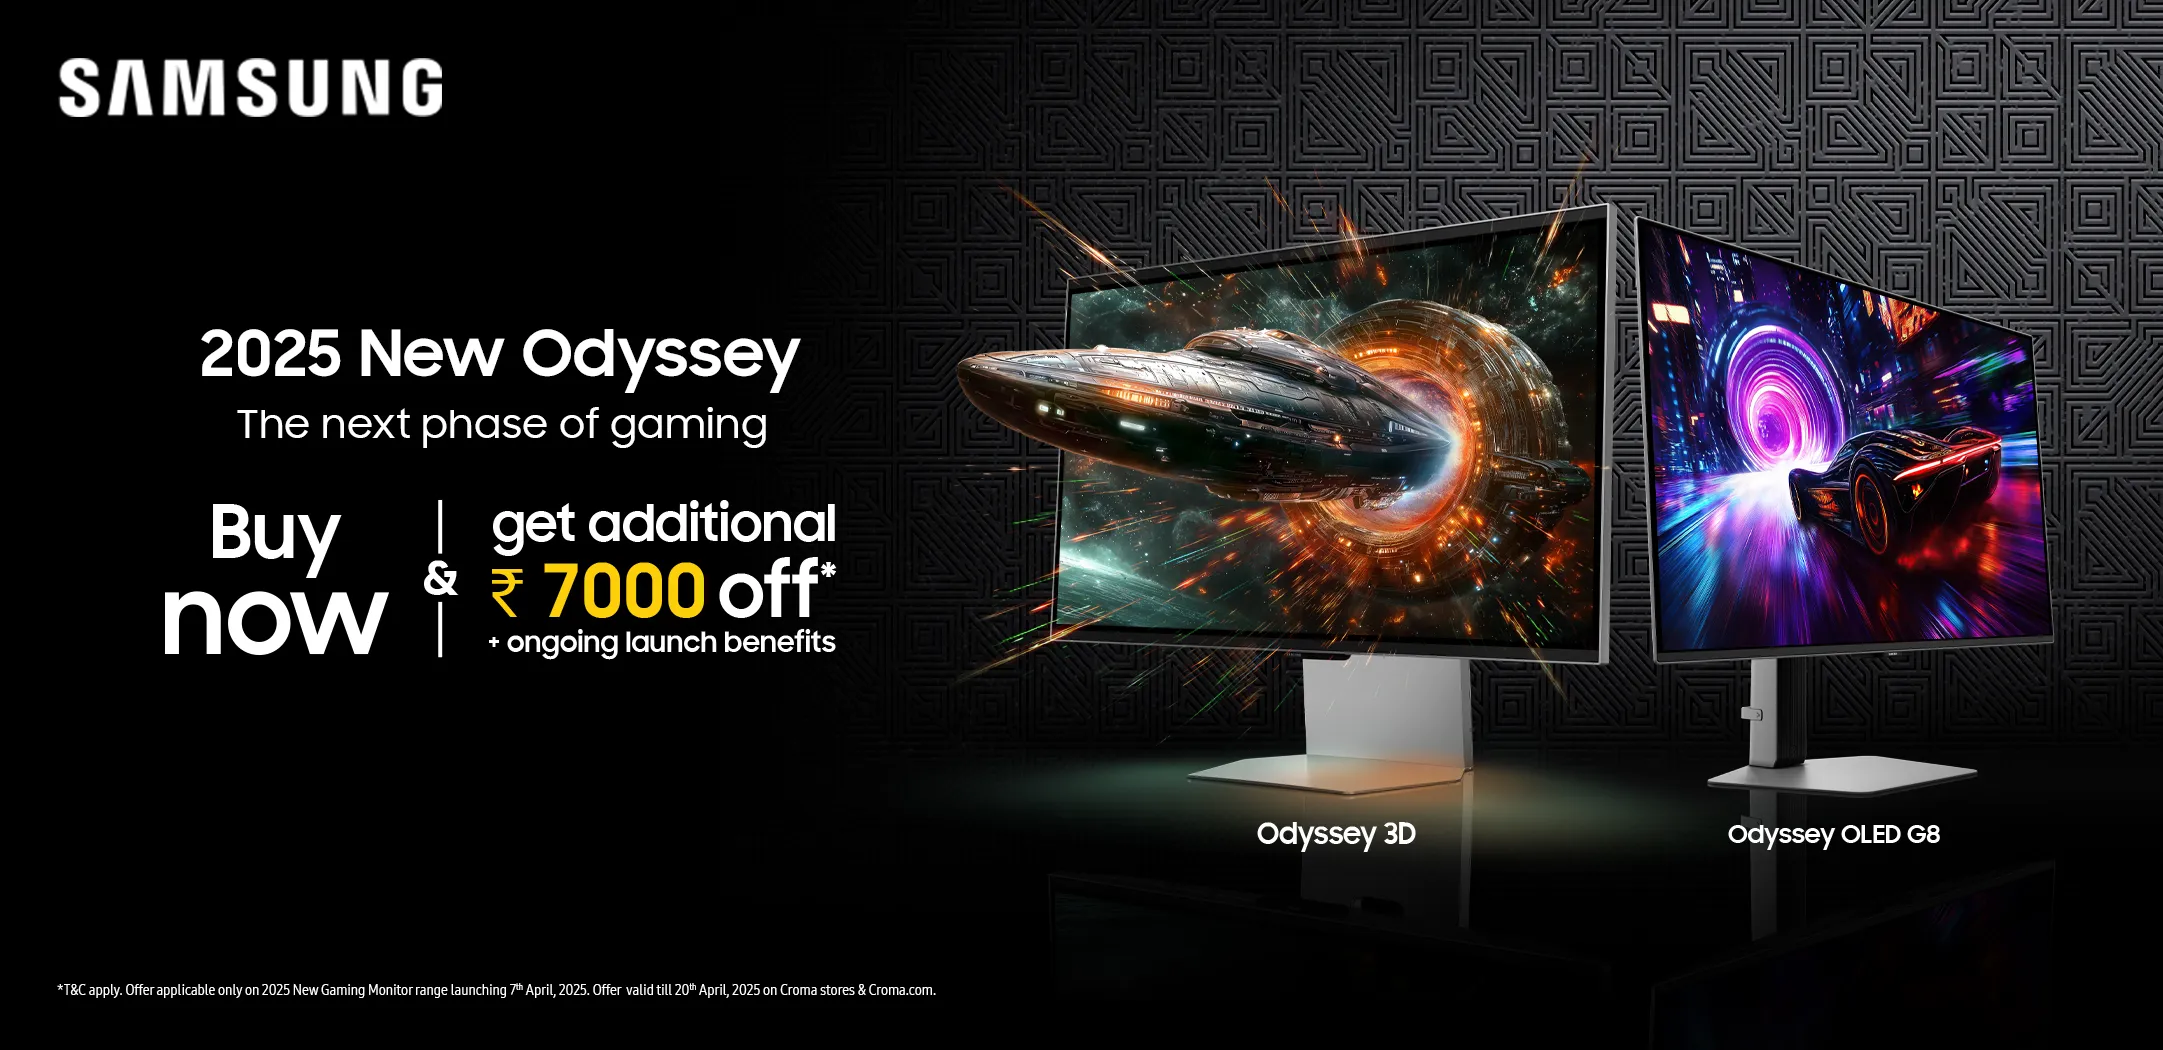 SAMSUNG
2025 New Odyssey
The next phase of gaming
Buy
now
&
get additional
₹ 7000 off*
+ ongoing launch benefits
Odyssey 3D
Odyssey OLED G8
*T&C apply. Offer applicable only on 2025 New Gaming Monitor range launching 7th April, 2025. Offer valid till 20th April, 2025 on Croma stores & Croma.com.